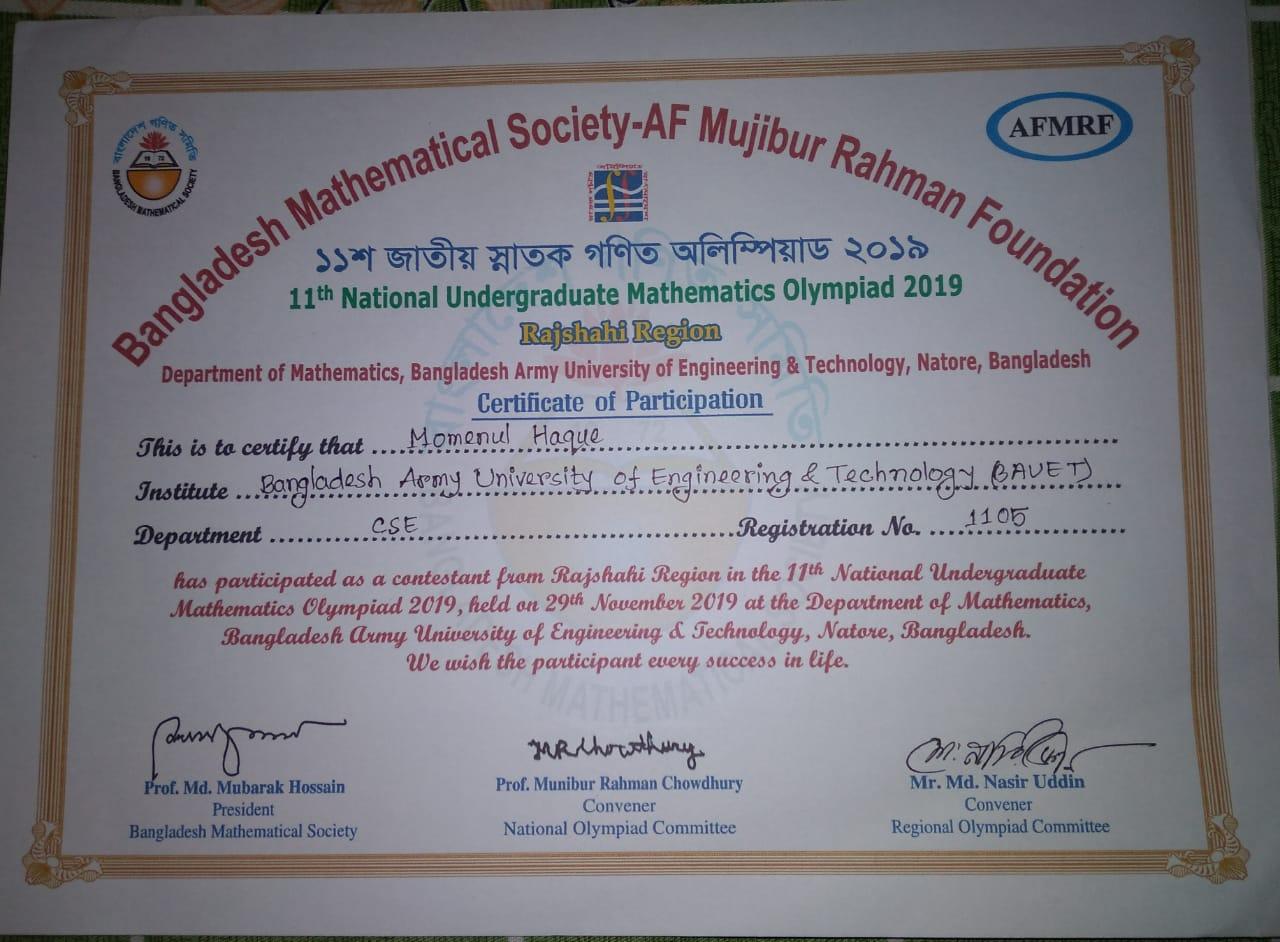 Bangladesh Mathematical Society-AF Mujibur Rahman Foundation
বাংলাদেশ গণিত সমিতি
19 72
BANGLADESH MATHEMATICAL SOCIETY
AFMRF
১১শ জাতীয় স্নাতক গণিত অলিম্পিয়াড ২০১৯
11th National Undergraduate Mathematics Olympiad 2019
Rajshahi Region
Department of Mathematics, Bangladesh Army University of Engineering & Technology, Natore, Bangladesh
Certificate of Participation
This is to certify that ... Momenul Haque
Institute ... Bangladesh Army University of Engineering & Technology (BAUET)
Department ... CSE ... Registration No. ... 1105
has participated as a contestant from Rajshahi Region in the 11th National Undergraduate
Mathematics Olympiad 2019, held on 29th November 2019 at the Department of Mathematics,
Bangladesh Army University of Engineering & Technology, Natore, Bangladesh.
We wish the participant every success in life.
MRChowdhury
Prof. Md. Mubarak Hossain
President
Bangladesh Mathematical Society
Prof. Munibur Rahman Chowdhury
Convener
National Olympiad Committee
Mr. Md. Nasir Uddin
Convener
Regional Olympiad Committee